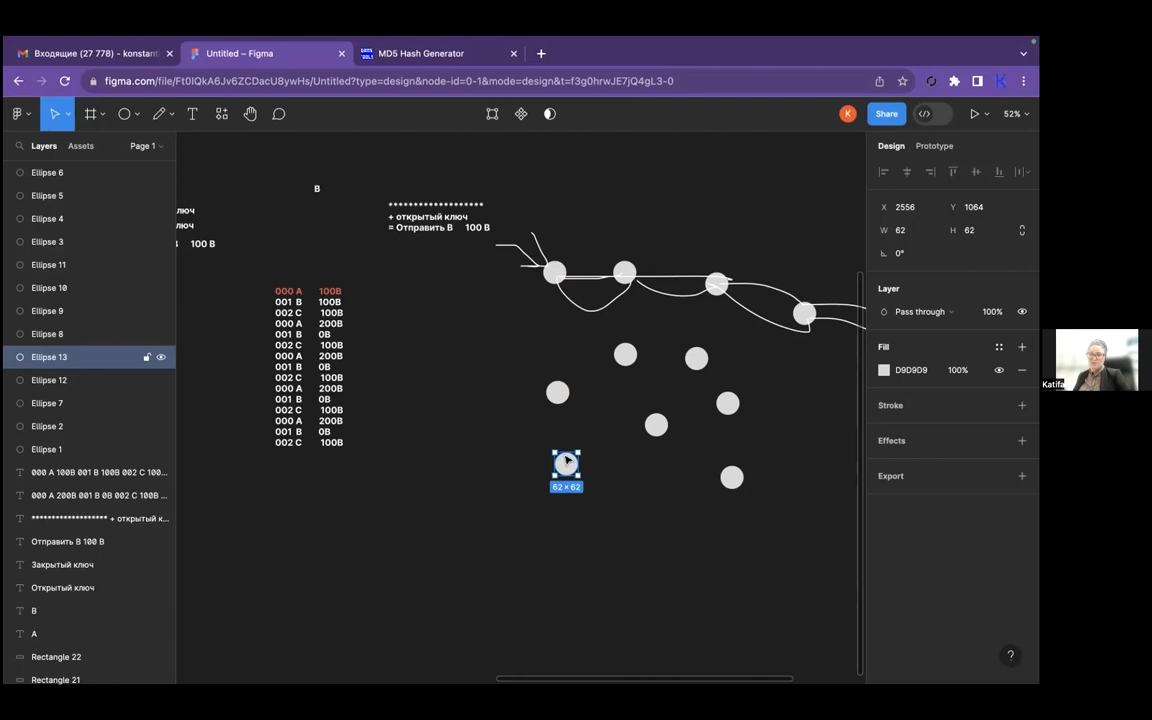 Входящие (27 778) - konstant
Untitled – Figma
MD5 Hash Generator
figma.com/file/Ft0IQkA6Jv6ZCDacU8ywHs/Untitled?type=design&node-id=0-1&mode=design&t=f3g0hrwJE7jQ4gL3-0
K
Share
52%
Layers
Assets
Page 1
Ellipse 6
Ellipse 5
Ellipse 4
Ellipse 3
Ellipse 11
Ellipse 10
Ellipse 9
Ellipse 8
Ellipse 13
Ellipse 12
Ellipse 7
Ellipse 2
Ellipse 1
000 A 100B 001 B 100B 002 C 100...
000 A 200B 001 B 0B 002 C 100B ...
******************* + открытый к...
Отправить B 100 B
Закрытый ключ
Открытый ключ
B
A
Rectangle 22
Rectangle 21
B
люч
люч
100 B
*******************
+ открытый ключ
= Отправить B 100 B
000 A 100B
001 B 100B
002 C 100B
000 A 200B
001 B 0B
002 C 100B
000 A 200B
001 B 0B
002 C 100B
000 A 200B
001 B 0B
002 C 100B
000 A 200B
001 B 0B
002 C 100B
62 × 62
Design
Prototype
X 2556
Y 1064
W 62
H 62
0°
Layer
Pass through
100%
Fill
D9D9D9
100%
Stroke
Effects
Export
?
Katifa